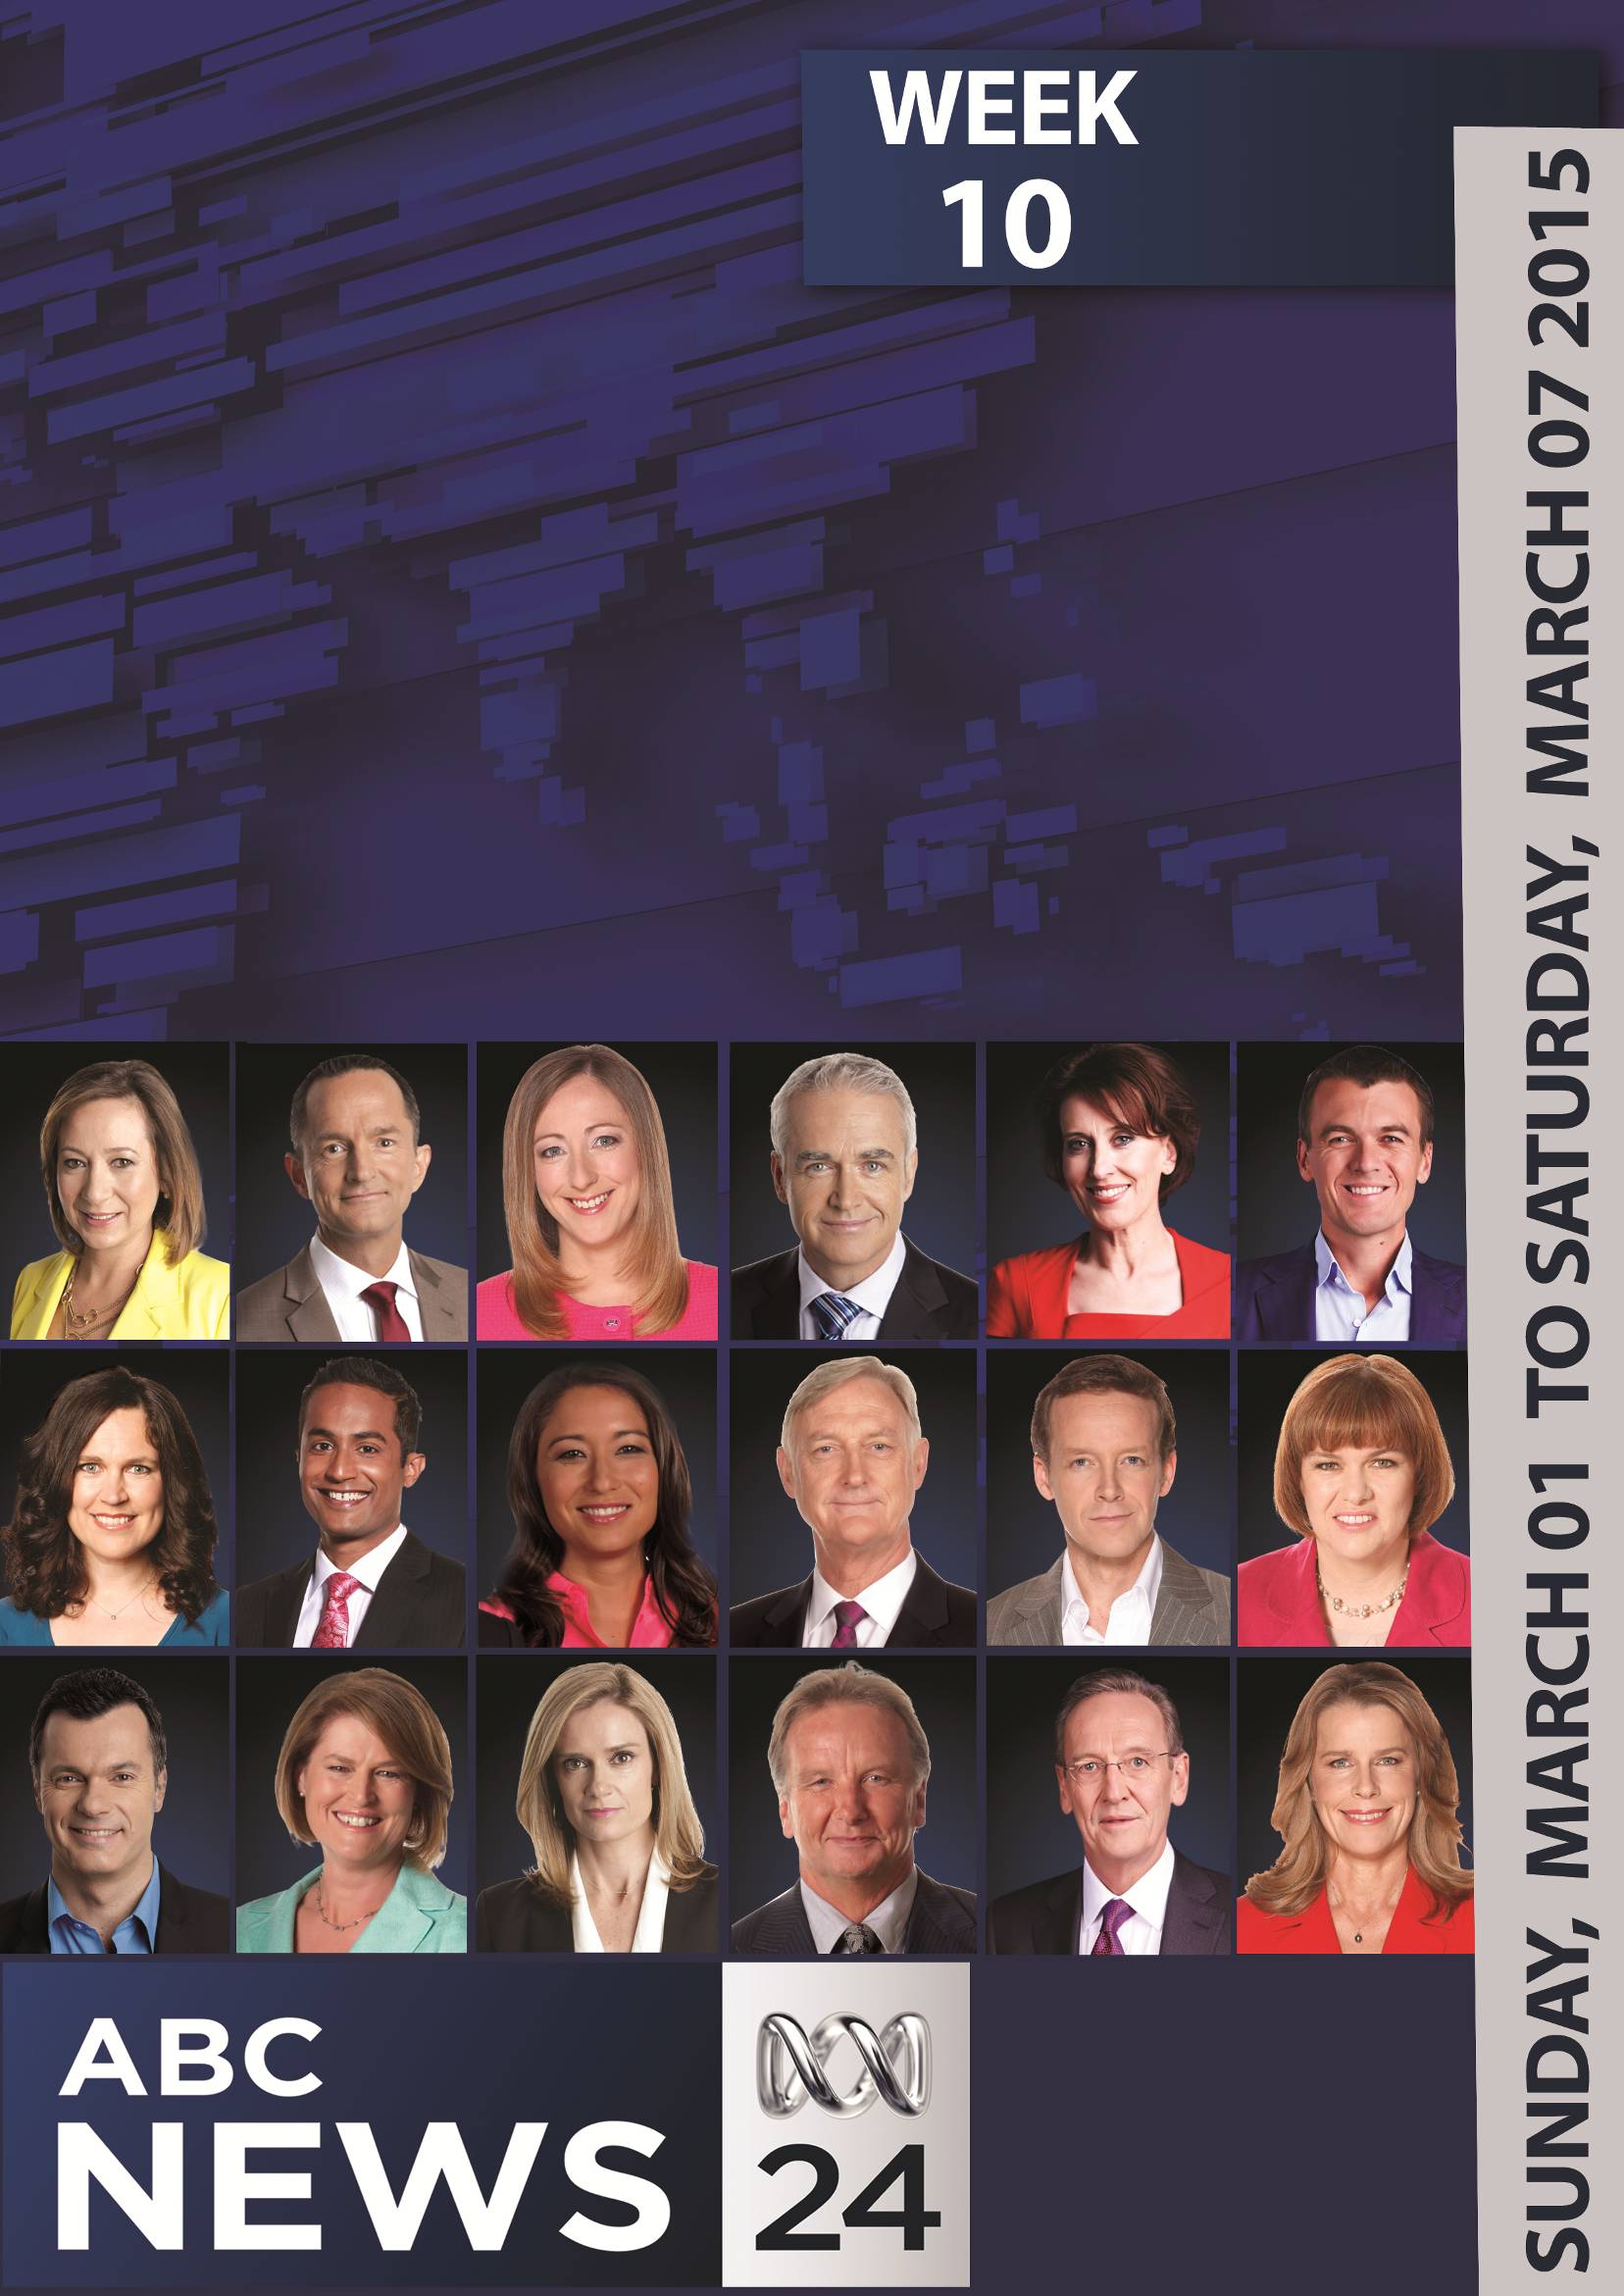 WEEK
10
SUNDAY, MARCH 01 TO SATURDAY, MARCH 07 2015
ABC
NEWS
24